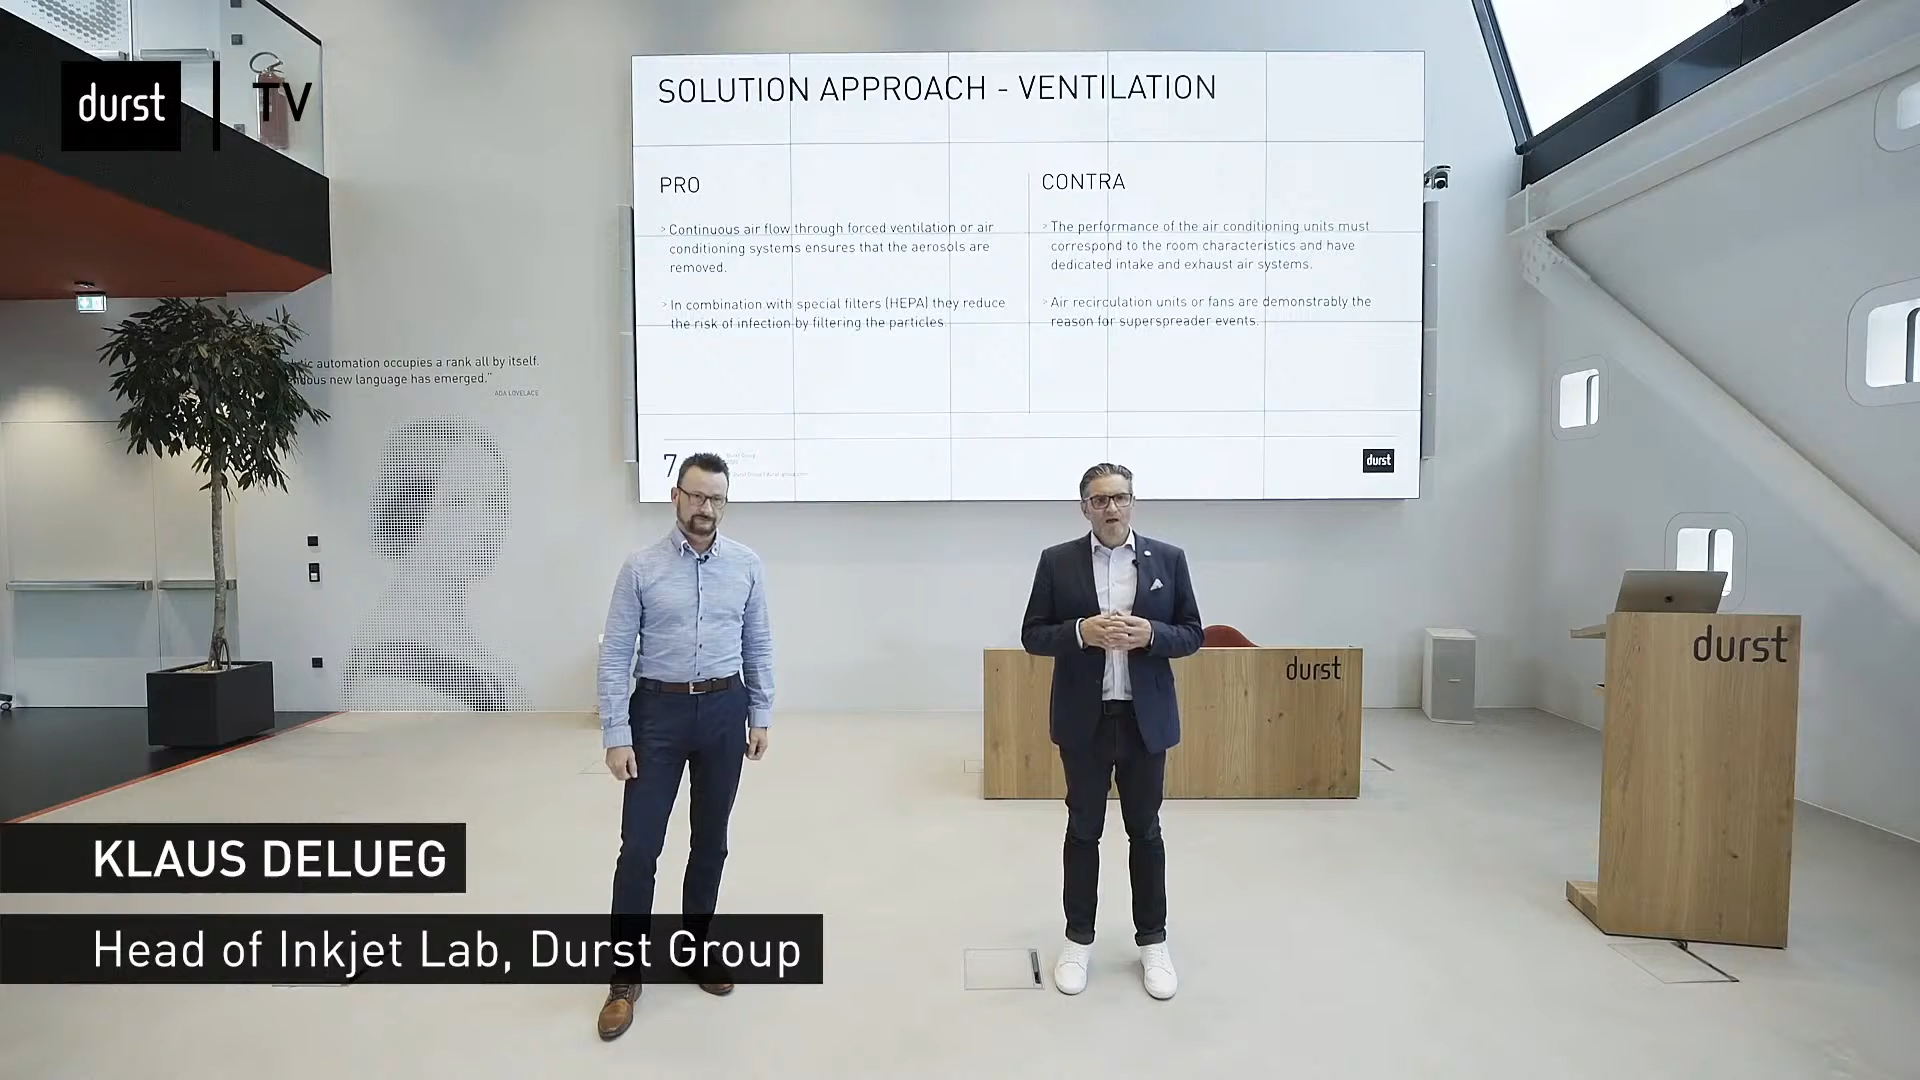 durst TV
SOLUTION APPROACH - VENTILATION
PRO
> Continuous air flow through forced ventilation or air
conditioning systems ensures that the aerosols are
removed.
> In combination with special filters (HEPA) they reduce
the risk of infection by filtering the particles.
CONTRA
> The performance of the air conditioning units must
correspond to the room characteristics and have
dedicated intake and exhaust air systems.
> Air recirculation units or fans are demonstrably the
reason for superspreader events.
7
durst
automation occupies a rank all by itself.
new language has emerged."
ADA LOVELACE
durst
durst
KLAUS DELUEG
Head of Inkjet Lab, Durst Group